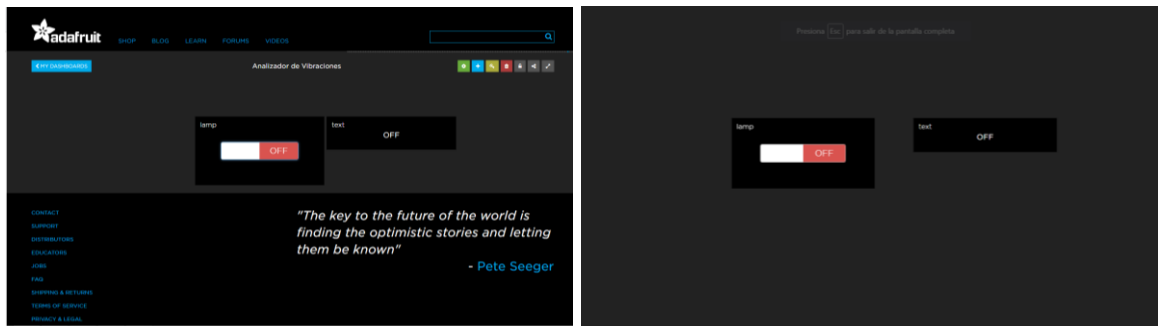 adafruit
SHOP BLOG LEARN FORUMS VIDEOS
MY DASHBOARDS
Analizador de Vibraciones
lamp
OFF
text
OFF
CONTACT
SUPPORT
DISTRIBUTORS
EDUCATORS
JOBS
FAQ
SHIPPING & RETURNS
TERMS OF SERVICE
PRIVACY & LEGAL
"The key to the future of the world is
finding the optimistic stories and letting
them be known"
- Pete Seeger
Presiona Esc para salir de la pantalla completa
lamp
OFF
text
OFF